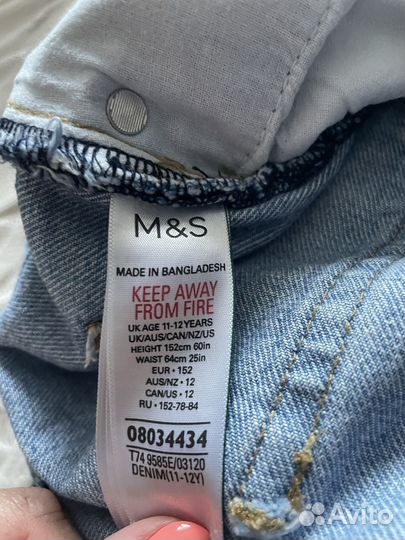 M&S
MADE IN BANGLADESH
KEEP AWAY
FROM FIRE
UK AGE 11-12 YEARS
UK/AUS/CAN/NZ/US
HEIGHT 152cm 60in
WAIST 64cm 25in
EUR • 152
AUS/NZ • 12
CAN/US • 12
RU • 152-78-84
08034434
T74 9585E/03120
DENIM(11-12Y)
Avito